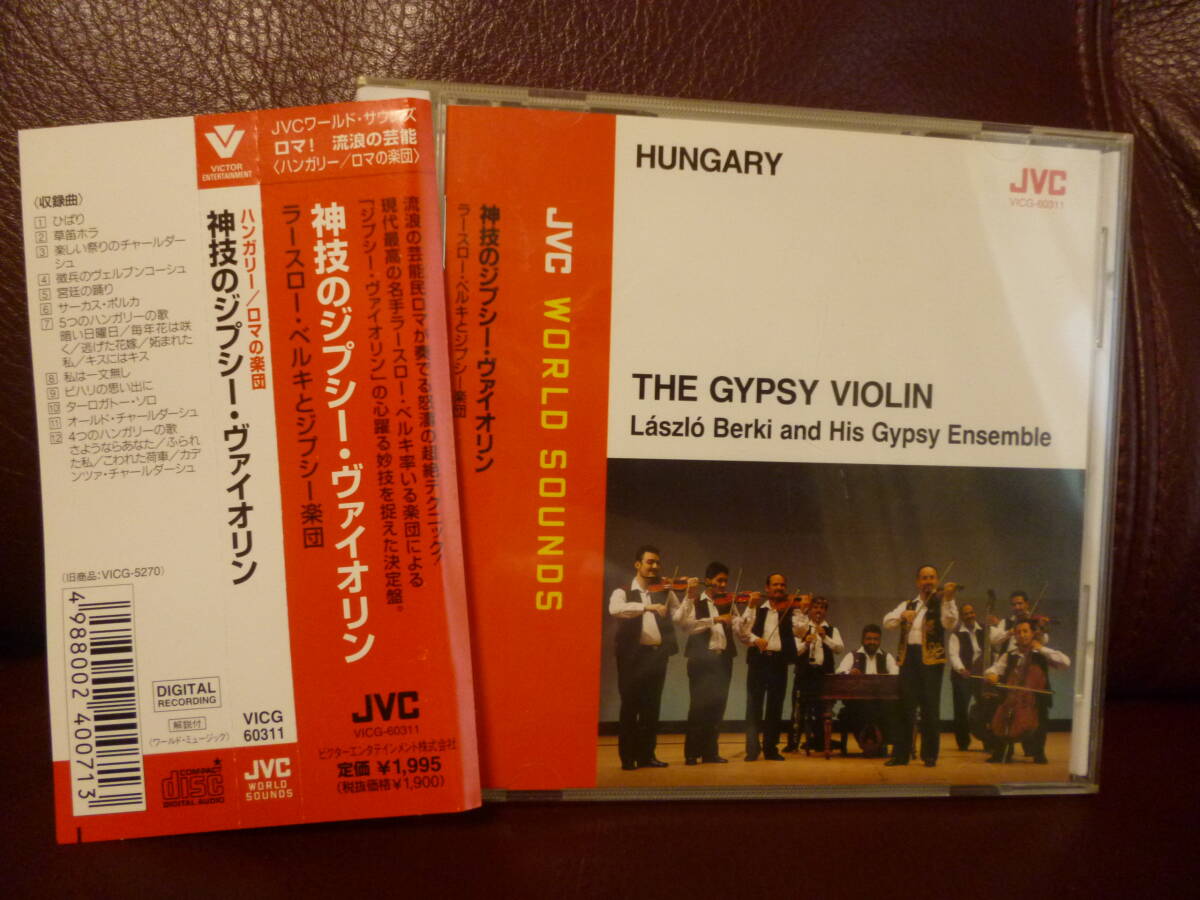 〈収録曲〉
1 ひばり
2 草笛ホラ
3 楽しい祭りのチャールダー
シュ
4 徴兵のヴェルブンコーシュ
5 宮廷の踊り
6 サーカス・ポルカ
7 5つのハンガリーの歌
暗い日曜日/毎年花は咲
く/逃げた花嫁/妬まれた
私/キスにはキス
8 私は一文無し
9 ビハリの思い出に
10 ターロガトー・ソロ
11 オールド・チャールダーシュ
12 4つのハンガリーの歌
さようならあなた/ふられ
た私/こわれた荷車/カデ
ンツァ・チャールダーシュ
(旧商品:VICG-5270)
4 988002 400713
DIGITAL
RECORDING
解説付
(ワールド・ミュージック)
COMPACT
disc
DIGITAL AUDIO
VICTOR
ENTERTAINMENT
ハンガリー/ロマの楽団
神技のジプシー・ヴァイオリン
VICG
60311
JVC
WORLD
SOUNDS
JVCワールド・サウンズ
ロマ! 流浪の芸能
〈ハンガリー/ロマの楽団〉
流浪の芸能民ロマが奏でる怒濤の超絶テクニック!
現代最高の名手ラースロー・ベルキ率いる楽団による
「ジプシー・ヴァイオリン」の心躍る妙技を捉えた決定盤。
神技のジプシー・ヴァイオリン
ラースロー・ベルキとジプシー楽団
JVC
VICG-60311
ビクターエンタテインメント株式会社
定価 ¥1,995
(税抜価格¥1,900)
神技のジプシー・ヴァイオリン
ラースロー・ベルキとジプシー楽団
JVC WORLD SOUNDS
HUNGARY
JVC
VICG-60311
THE GYPSY VIOLIN
László Berki and His Gypsy Ensemble